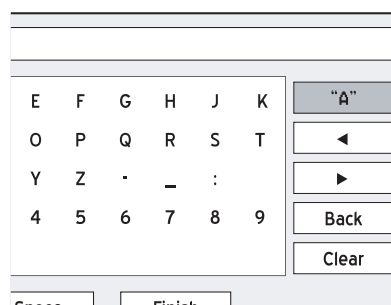 E F G H J K "A"
O P Q R S T ◀
Y Z - _ : ▶
4 5 6 7 8 9 Back
Clear